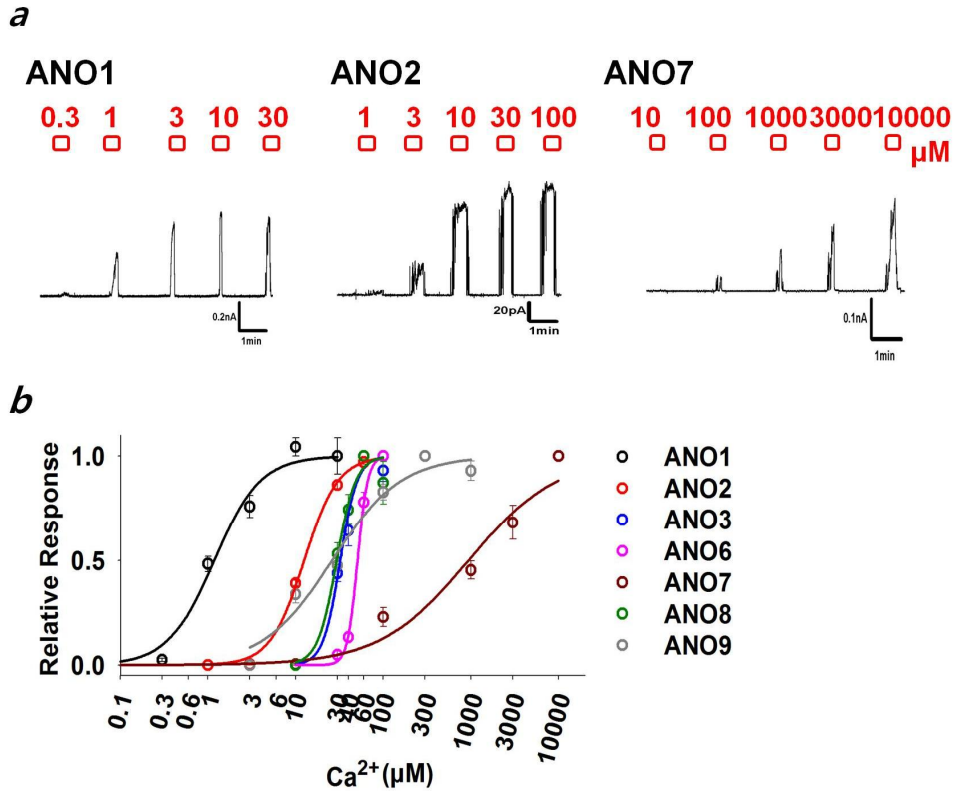 a
ANO1 ANO2 ANO7
0.3 1 3 10 30 1 3 10 30 100 10 100 1000 3000 10000
µM
0.2nA 1min 20pA 1min 0.1nA 1min
b
Relative Response
1.0
0.5
0.0
0.1 0.3 0.6 1 3 6 10 30 40 60 100 300 1000 3000 10000
Ca²⁺(µM)
ANO1
ANO2
ANO3
ANO6
ANO7
ANO8
ANO9